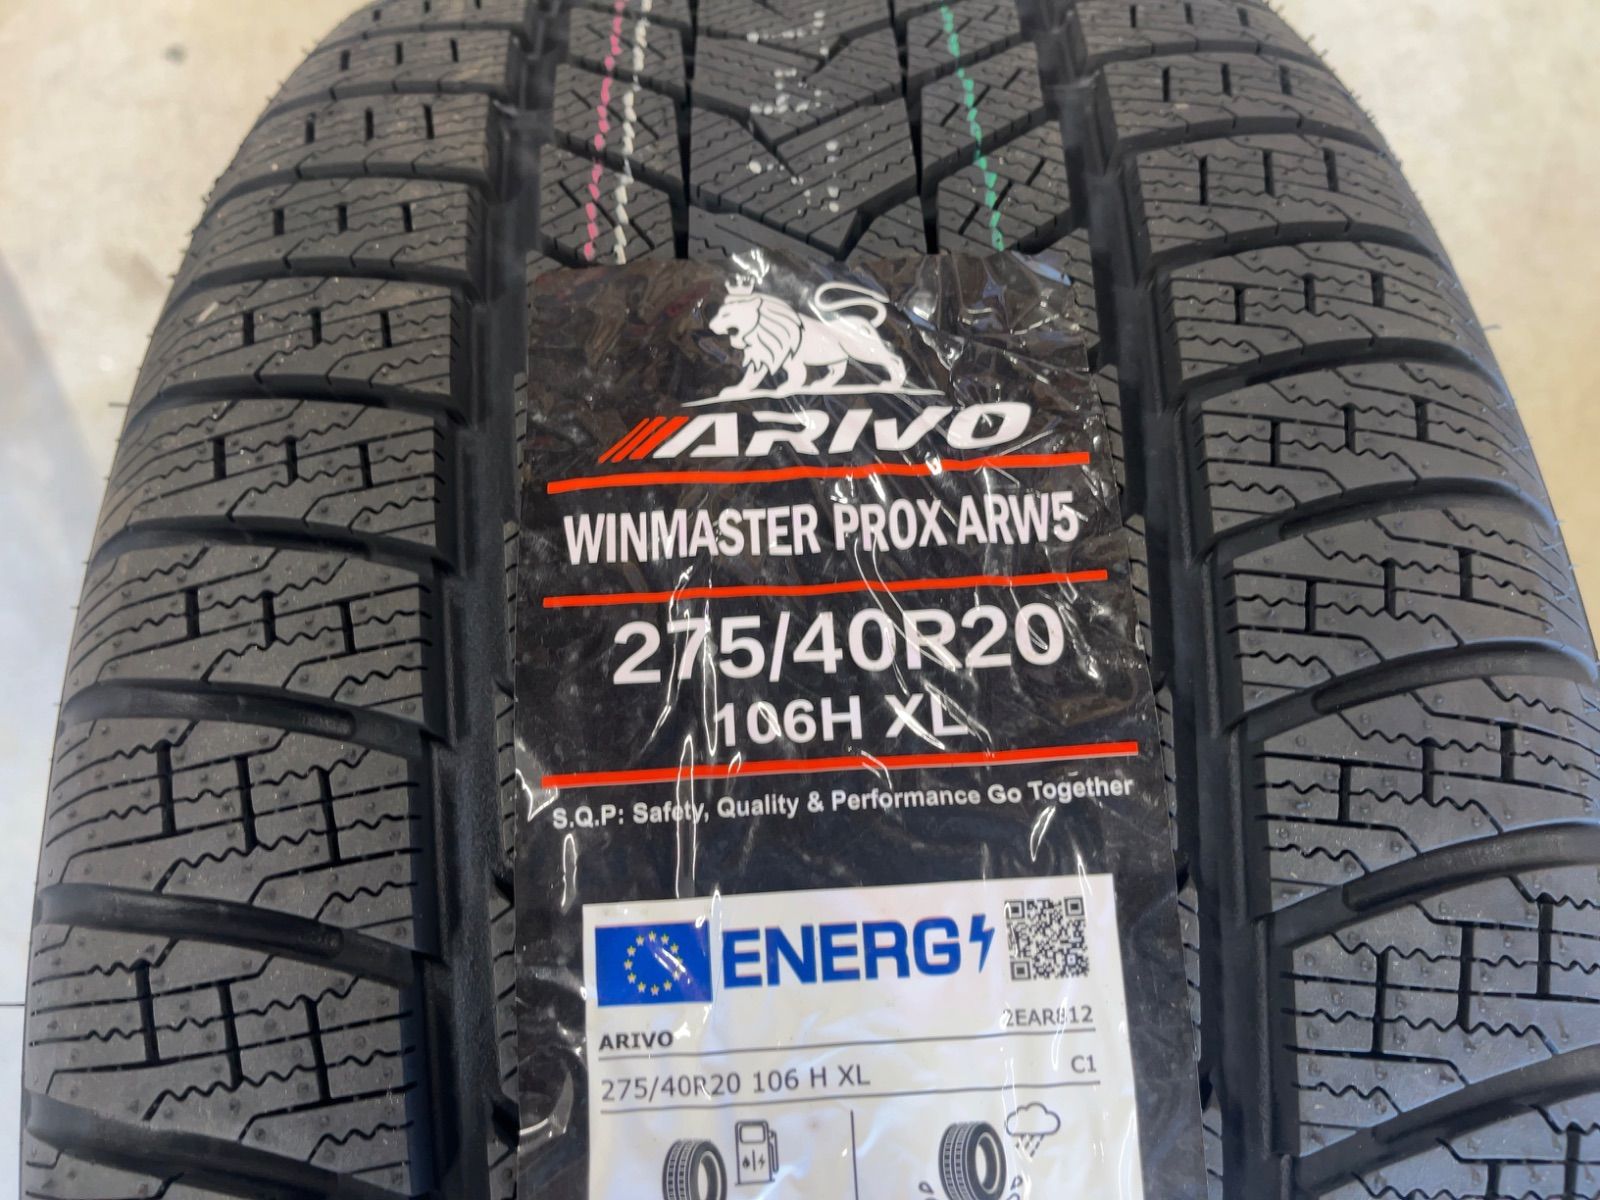 ARIVO
WINMASTER PROX ARW5
275/40R20
106H XL
S.Q.P: Safety, Quality & Performance Go Together
ENERG
ARIVO 2EAR812
275/40R20 106 H XL C1